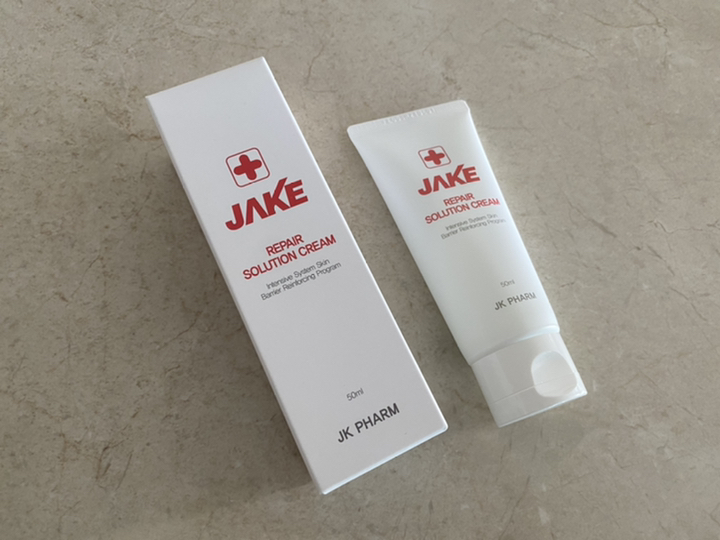 JAKE
REPAIR
SOLUTION CREAM
Intensive System Skin
Barrier Reinforcing Program
50ml
JK PHARM
JAKE
REPAIR
SOLUTION CREAM
Intensive System Skin
Barrier Reinforcing Program
50ml
JK PHARM